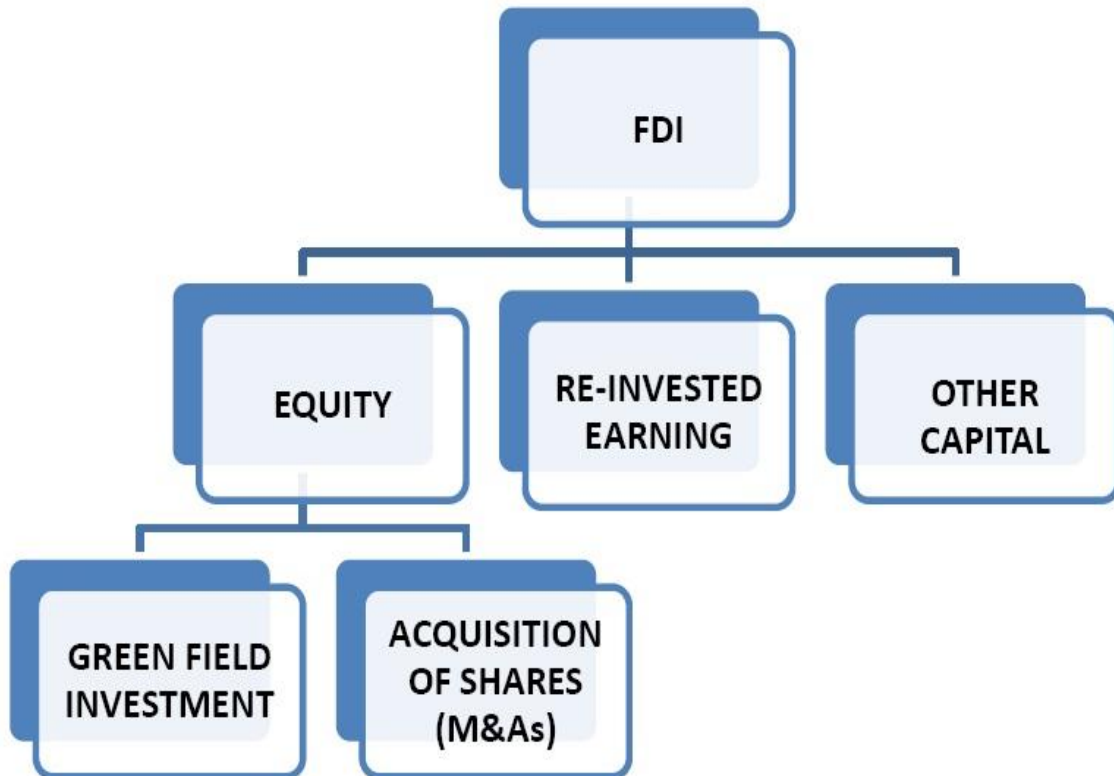 FDI
EQUITY
RE-INVESTED
EARNING
OTHER
CAPITAL
GREEN FIELD
INVESTMENT
ACQUISITION
OF SHARES
(M&As)